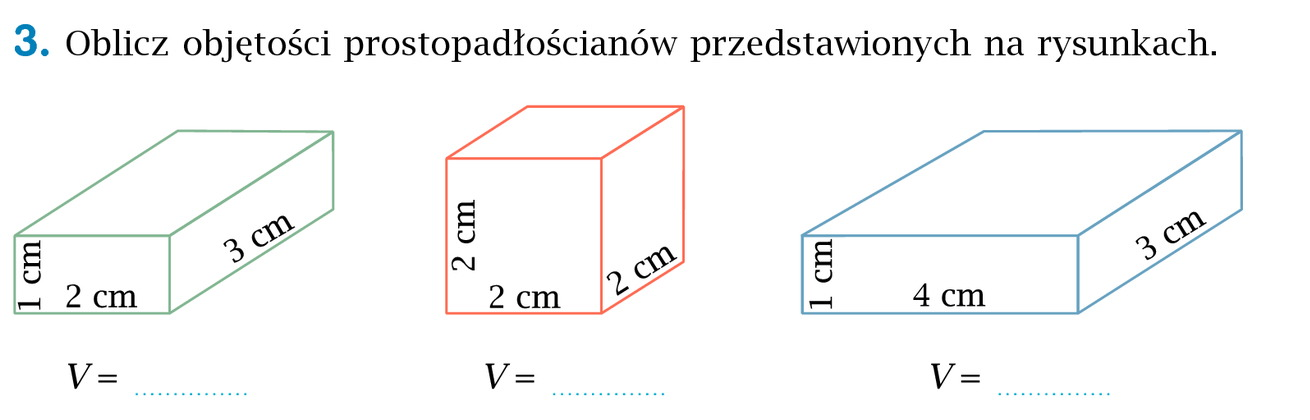 3. Oblicz objętości prostopadłościanów przedstawionych na rysunkach.
1 cm
2 cm
3 cm
2 cm
2 cm
2 cm
1 cm
4 cm
3 cm
V = ............... V = ............... V = ...............